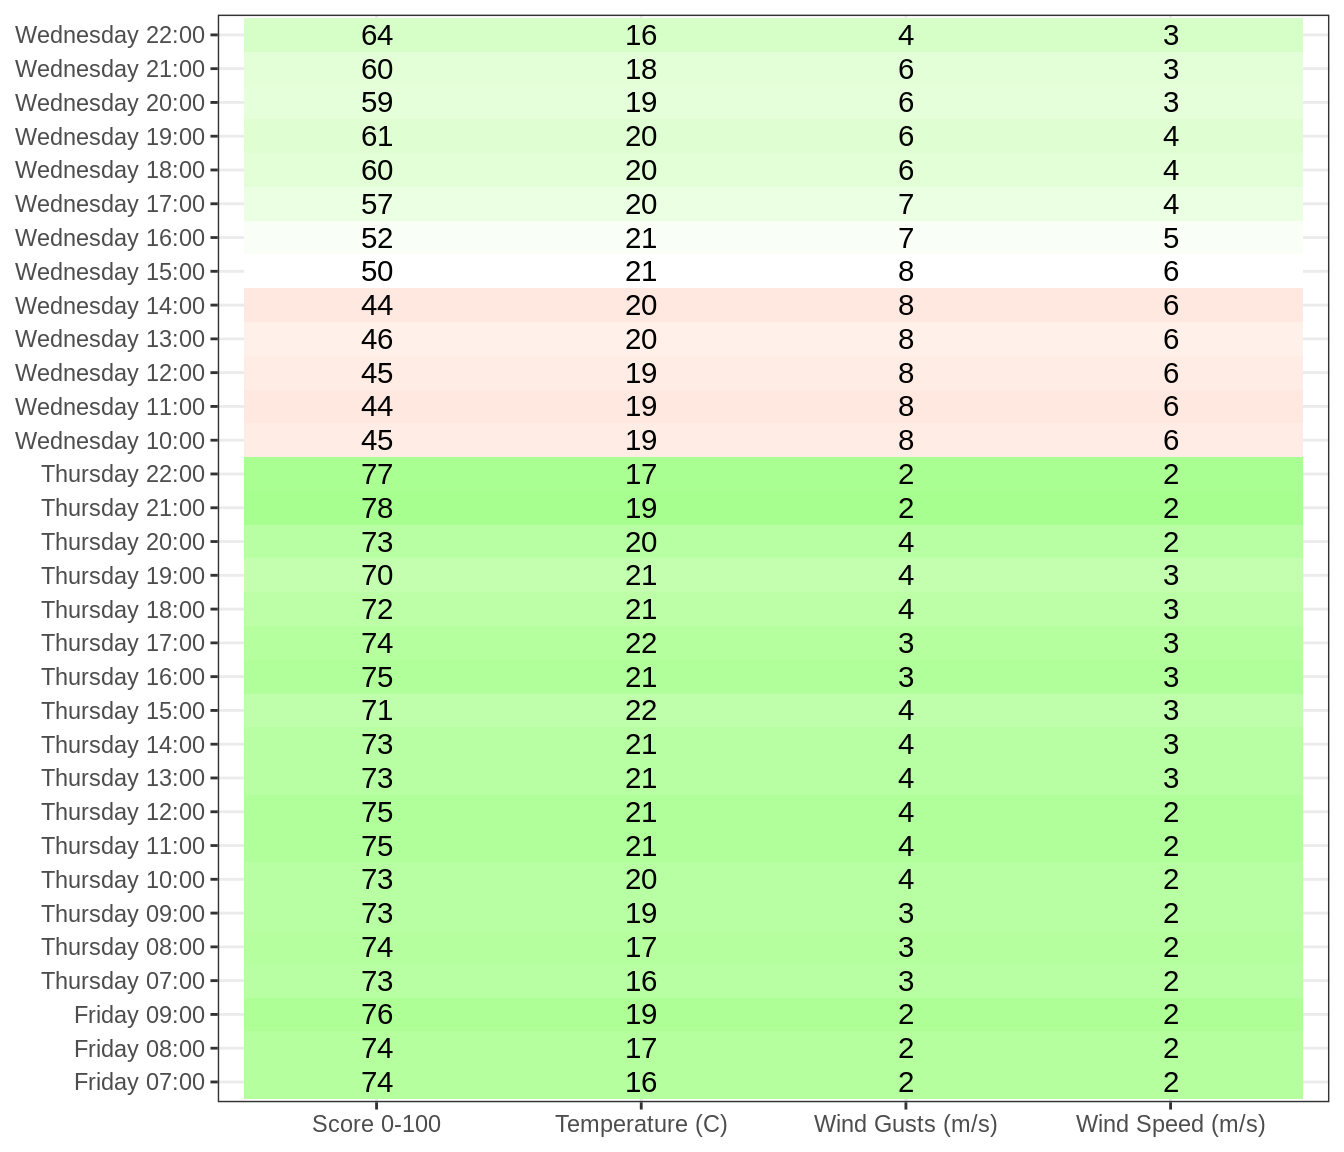 Wednesday 22:00 64 16 4 3
Wednesday 21:00 60 18 6 3
Wednesday 20:00 59 19 6 3
Wednesday 19:00 61 20 6 4
Wednesday 18:00 60 20 6 4
Wednesday 17:00 57 20 7 4
Wednesday 16:00 52 21 7 5
Wednesday 15:00 50 21 8 6
Wednesday 14:00 44 20 8 6
Wednesday 13:00 46 20 8 6
Wednesday 12:00 45 19 8 6
Wednesday 11:00 44 19 8 6
Wednesday 10:00 45 19 8 6
Thursday 22:00 77 17 2 2
Thursday 21:00 78 19 2 2
Thursday 20:00 73 20 4 2
Thursday 19:00 70 21 4 3
Thursday 18:00 72 21 4 3
Thursday 17:00 74 22 3 3
Thursday 16:00 75 21 3 3
Thursday 15:00 71 22 4 3
Thursday 14:00 73 21 4 3
Thursday 13:00 73 21 4 3
Thursday 12:00 75 21 4 2
Thursday 11:00 75 21 4 2
Thursday 10:00 73 20 4 2
Thursday 09:00 73 19 3 2
Thursday 08:00 74 17 3 2
Thursday 07:00 73 16 3 2
Friday 09:00 76 19 2 2
Friday 08:00 74 17 2 2
Friday 07:00 74 16 2 2
Score 0-100 Temperature (C) Wind Gusts (m/s) Wind Speed (m/s)